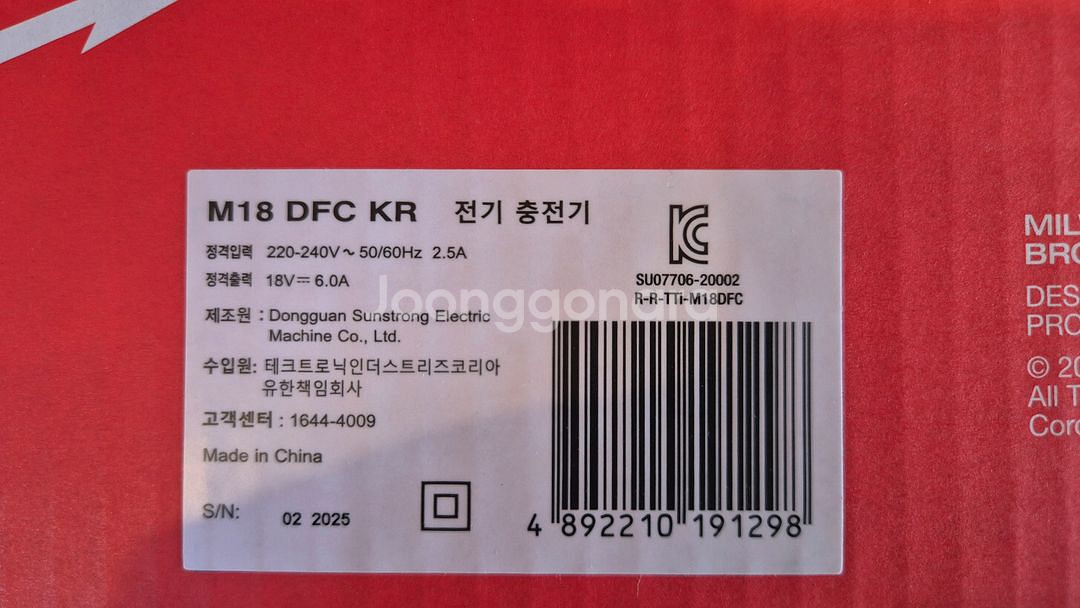 M18 DFC KR 전기 충전기
정격입력 220-240V~ 50/60Hz 2.5A
정격출력 18V⎓ 6.0A
제조원 : Dongguan Sunstrong Electric
Machine Co., Ltd.
수입원: 테크트로닉인더스트리즈코리아
유한책임회사
고객센터 : 1644-4009
Made in China
S/N: 02 2025
KC
SU07706-20002
R-R-TTi-M18DFC
4 892210 191298
Joonggonara
MIL
BRO
DES
PRO
© 20
All T
Cord